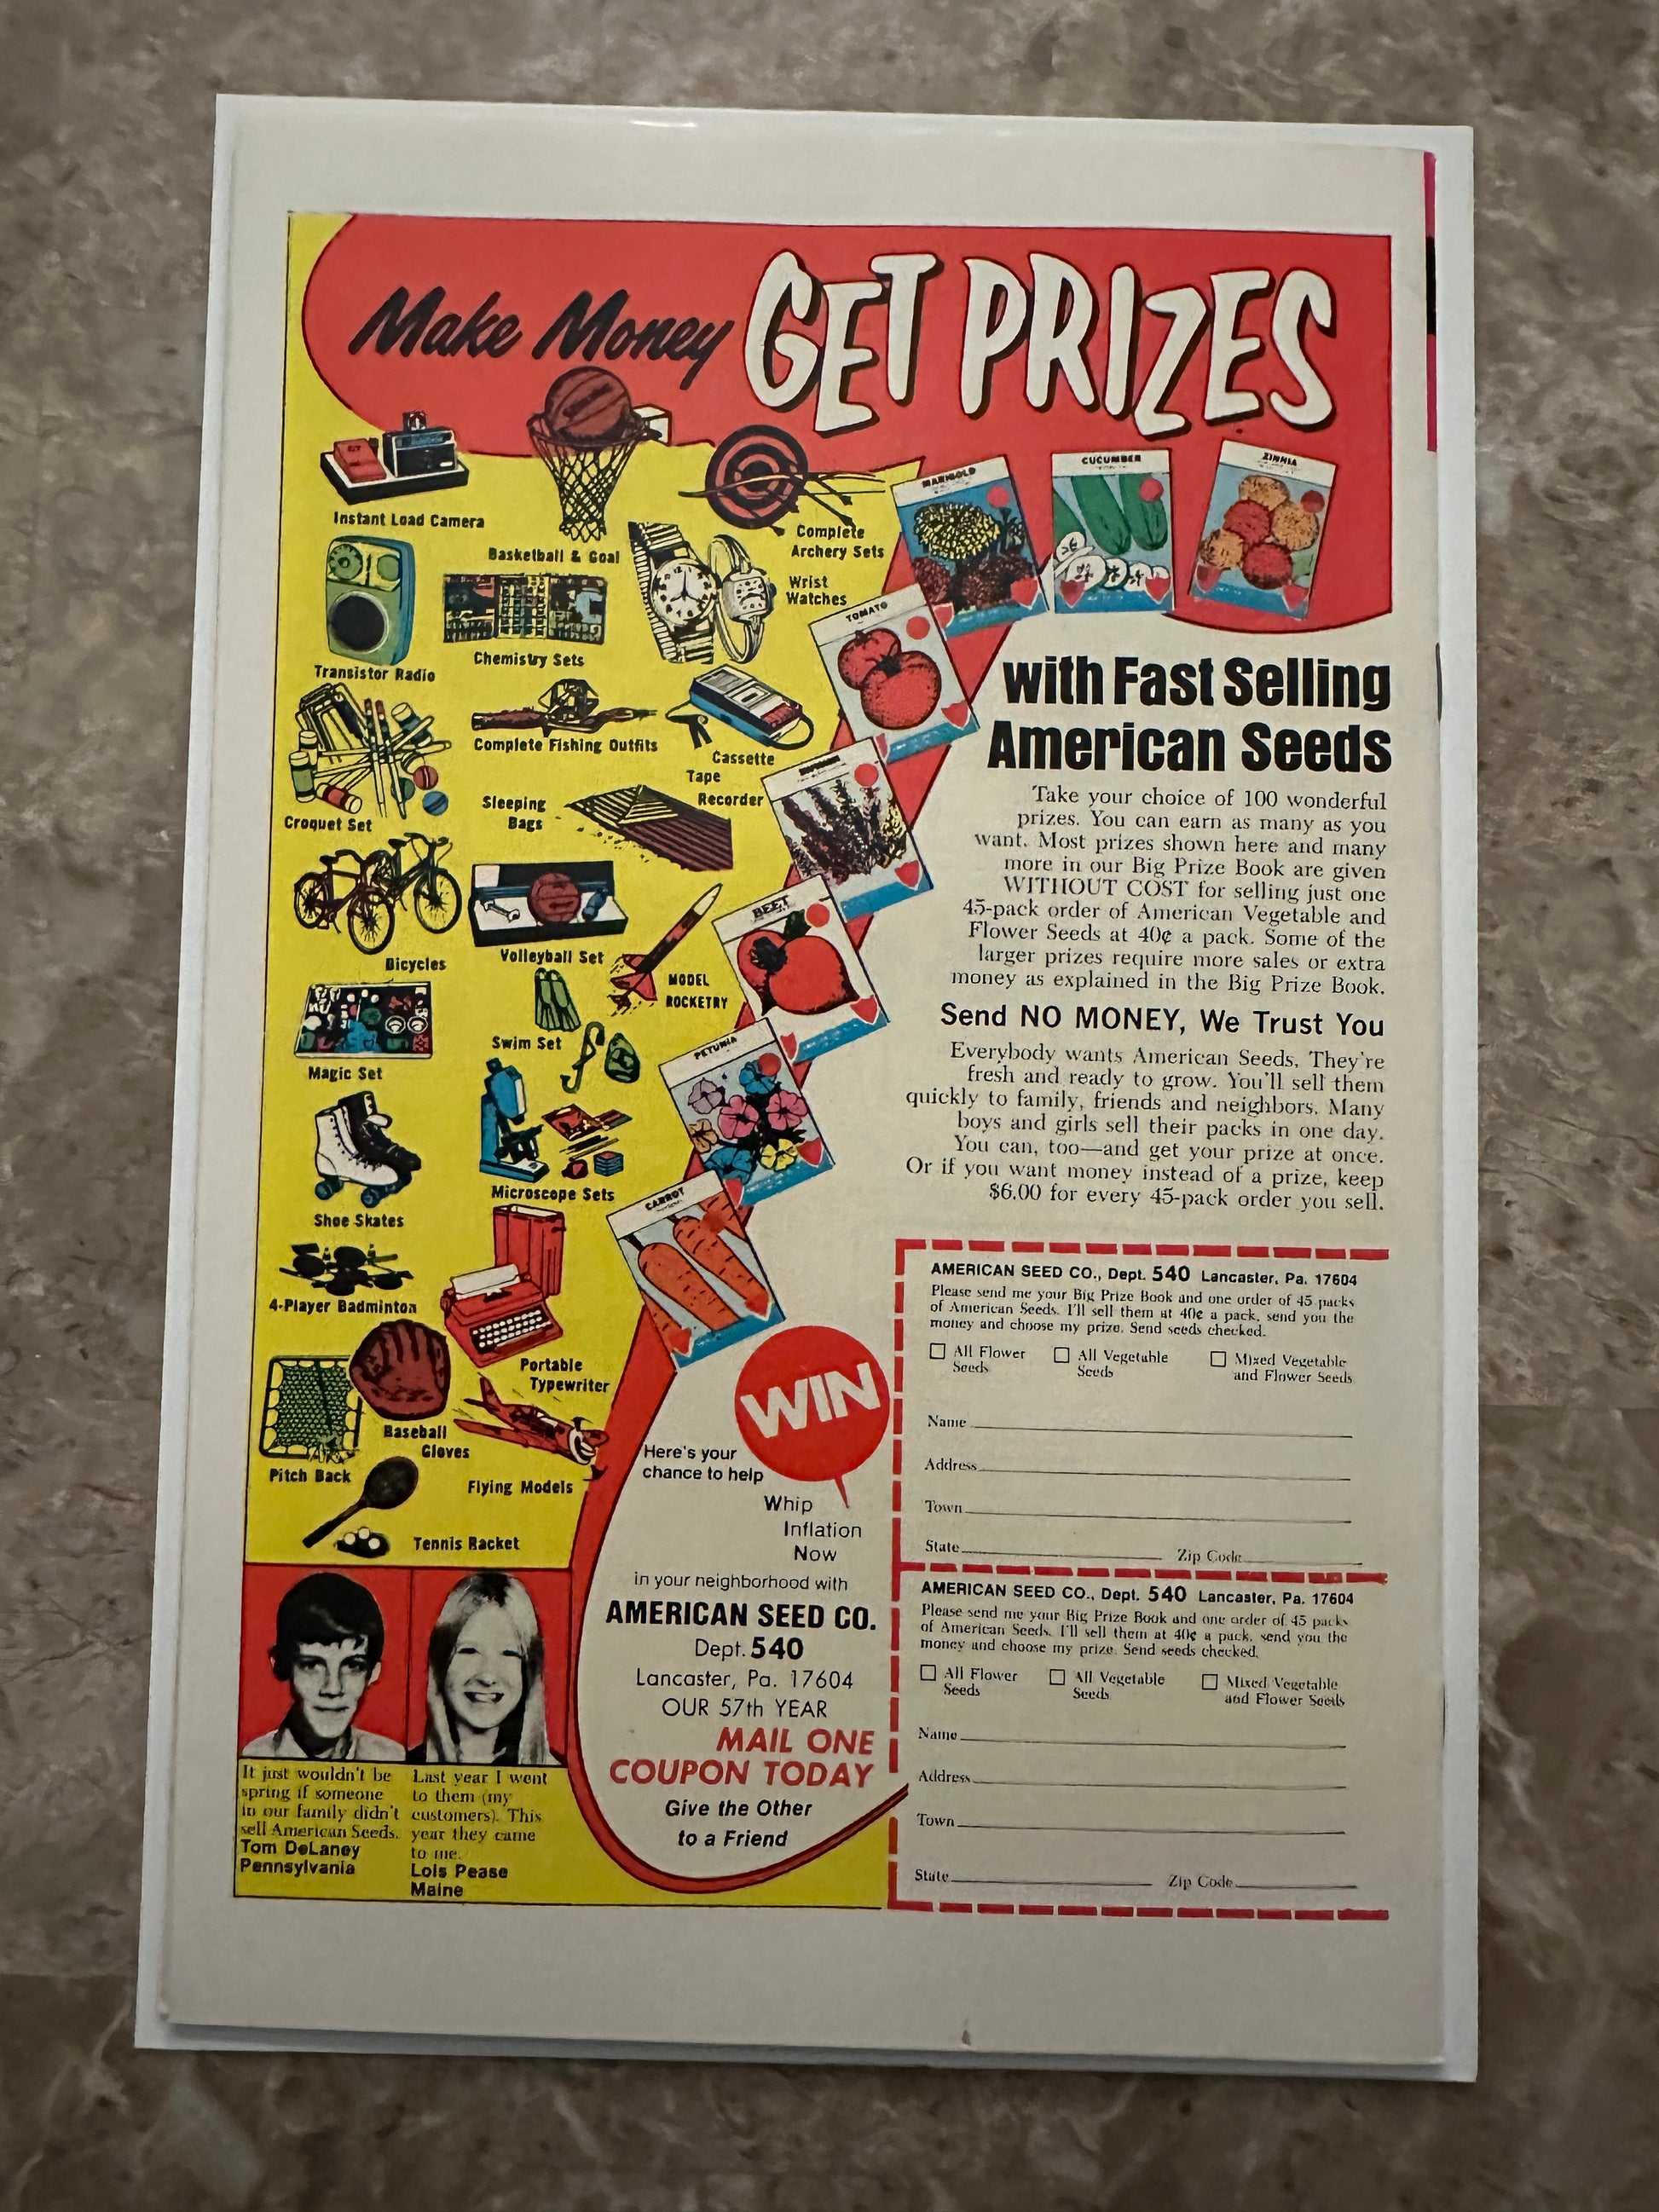 Make Money GET PRIZES
Instant Load Camera
Basketball & Goal
Complete
Archery Sets
Wrist
Watches
Transistor Radio
Chemistry Sets
Complete Fishing Outfits
Cassette
Tape
Recorder
Croquet Set
Sleeping
Bags
Bicycles
Volleyball Set
MODEL
ROCKETRY
Magic Set
Swim Set
Shoe Skates
Microscope Sets
4-Player Badminton
Portable
Typewriter
Pitch Back
Baseball
Gloves
Flying Models
Tennis Racket
MARIGOLD
CUCUMBER
ZINNIA
TOMATO
BEET
PETUNIA
CARROT
with Fast Selling
American Seeds
Take your choice of 100 wonderful
prizes. You can earn as many as you
want. Most prizes shown here and many
more in our Big Prize Book are given
WITHOUT COST for selling just one
45-pack order of American Vegetable and
Flower Seeds at 40¢ a pack. Some of the
larger prizes require more sales or extra
money as explained in the Big Prize Book.
Send NO MONEY, We Trust You
Everybody wants American Seeds. They're
fresh and ready to grow. You'll sell them
quickly to family, friends and neighbors. Many
boys and girls sell their packs in one day.
You can, too—and get your prize at once.
Or if you want money instead of a prize, keep
$6.00 for every 45-pack order you sell.
WIN
Here's your
chance to help
Whip
Inflation
Now
in your neighborhood with
AMERICAN SEED CO.
Dept. 540
Lancaster, Pa. 17604
OUR 57th YEAR
MAIL ONE
COUPON TODAY
Give the Other
to a Friend
It just wouldn't be
spring if someone
in our family didn't
sell American Seeds.
Tom DeLaney
Pennsylvania
Last year I went
to them (my
customers). This
year they came
to me.
Lois Pease
Maine
AMERICAN SEED CO., Dept. 540 Lancaster, Pa. 17604
Please send me your Big Prize Book and one order of 45 packs
of American Seeds. I'll sell them at 40¢ a pack, send you the
money and choose my prize. Send seeds checked.
All Flower
Seeds
All Vegetable
Seeds
Mixed Vegetable
and Flower Seeds
Name
Address
Town
State Zip Code
AMERICAN SEED CO., Dept. 540 Lancaster, Pa. 17604
Please send me your Big Prize Book and one order of 45 packs
of American Seeds. I'll sell them at 40¢ a pack, send you the
money and choose my prize. Send seeds checked.
All Flower
Seeds
All Vegetable
Seeds
Mixed Vegetable
and Flower Seeds
Name
Address
Town
State Zip Code